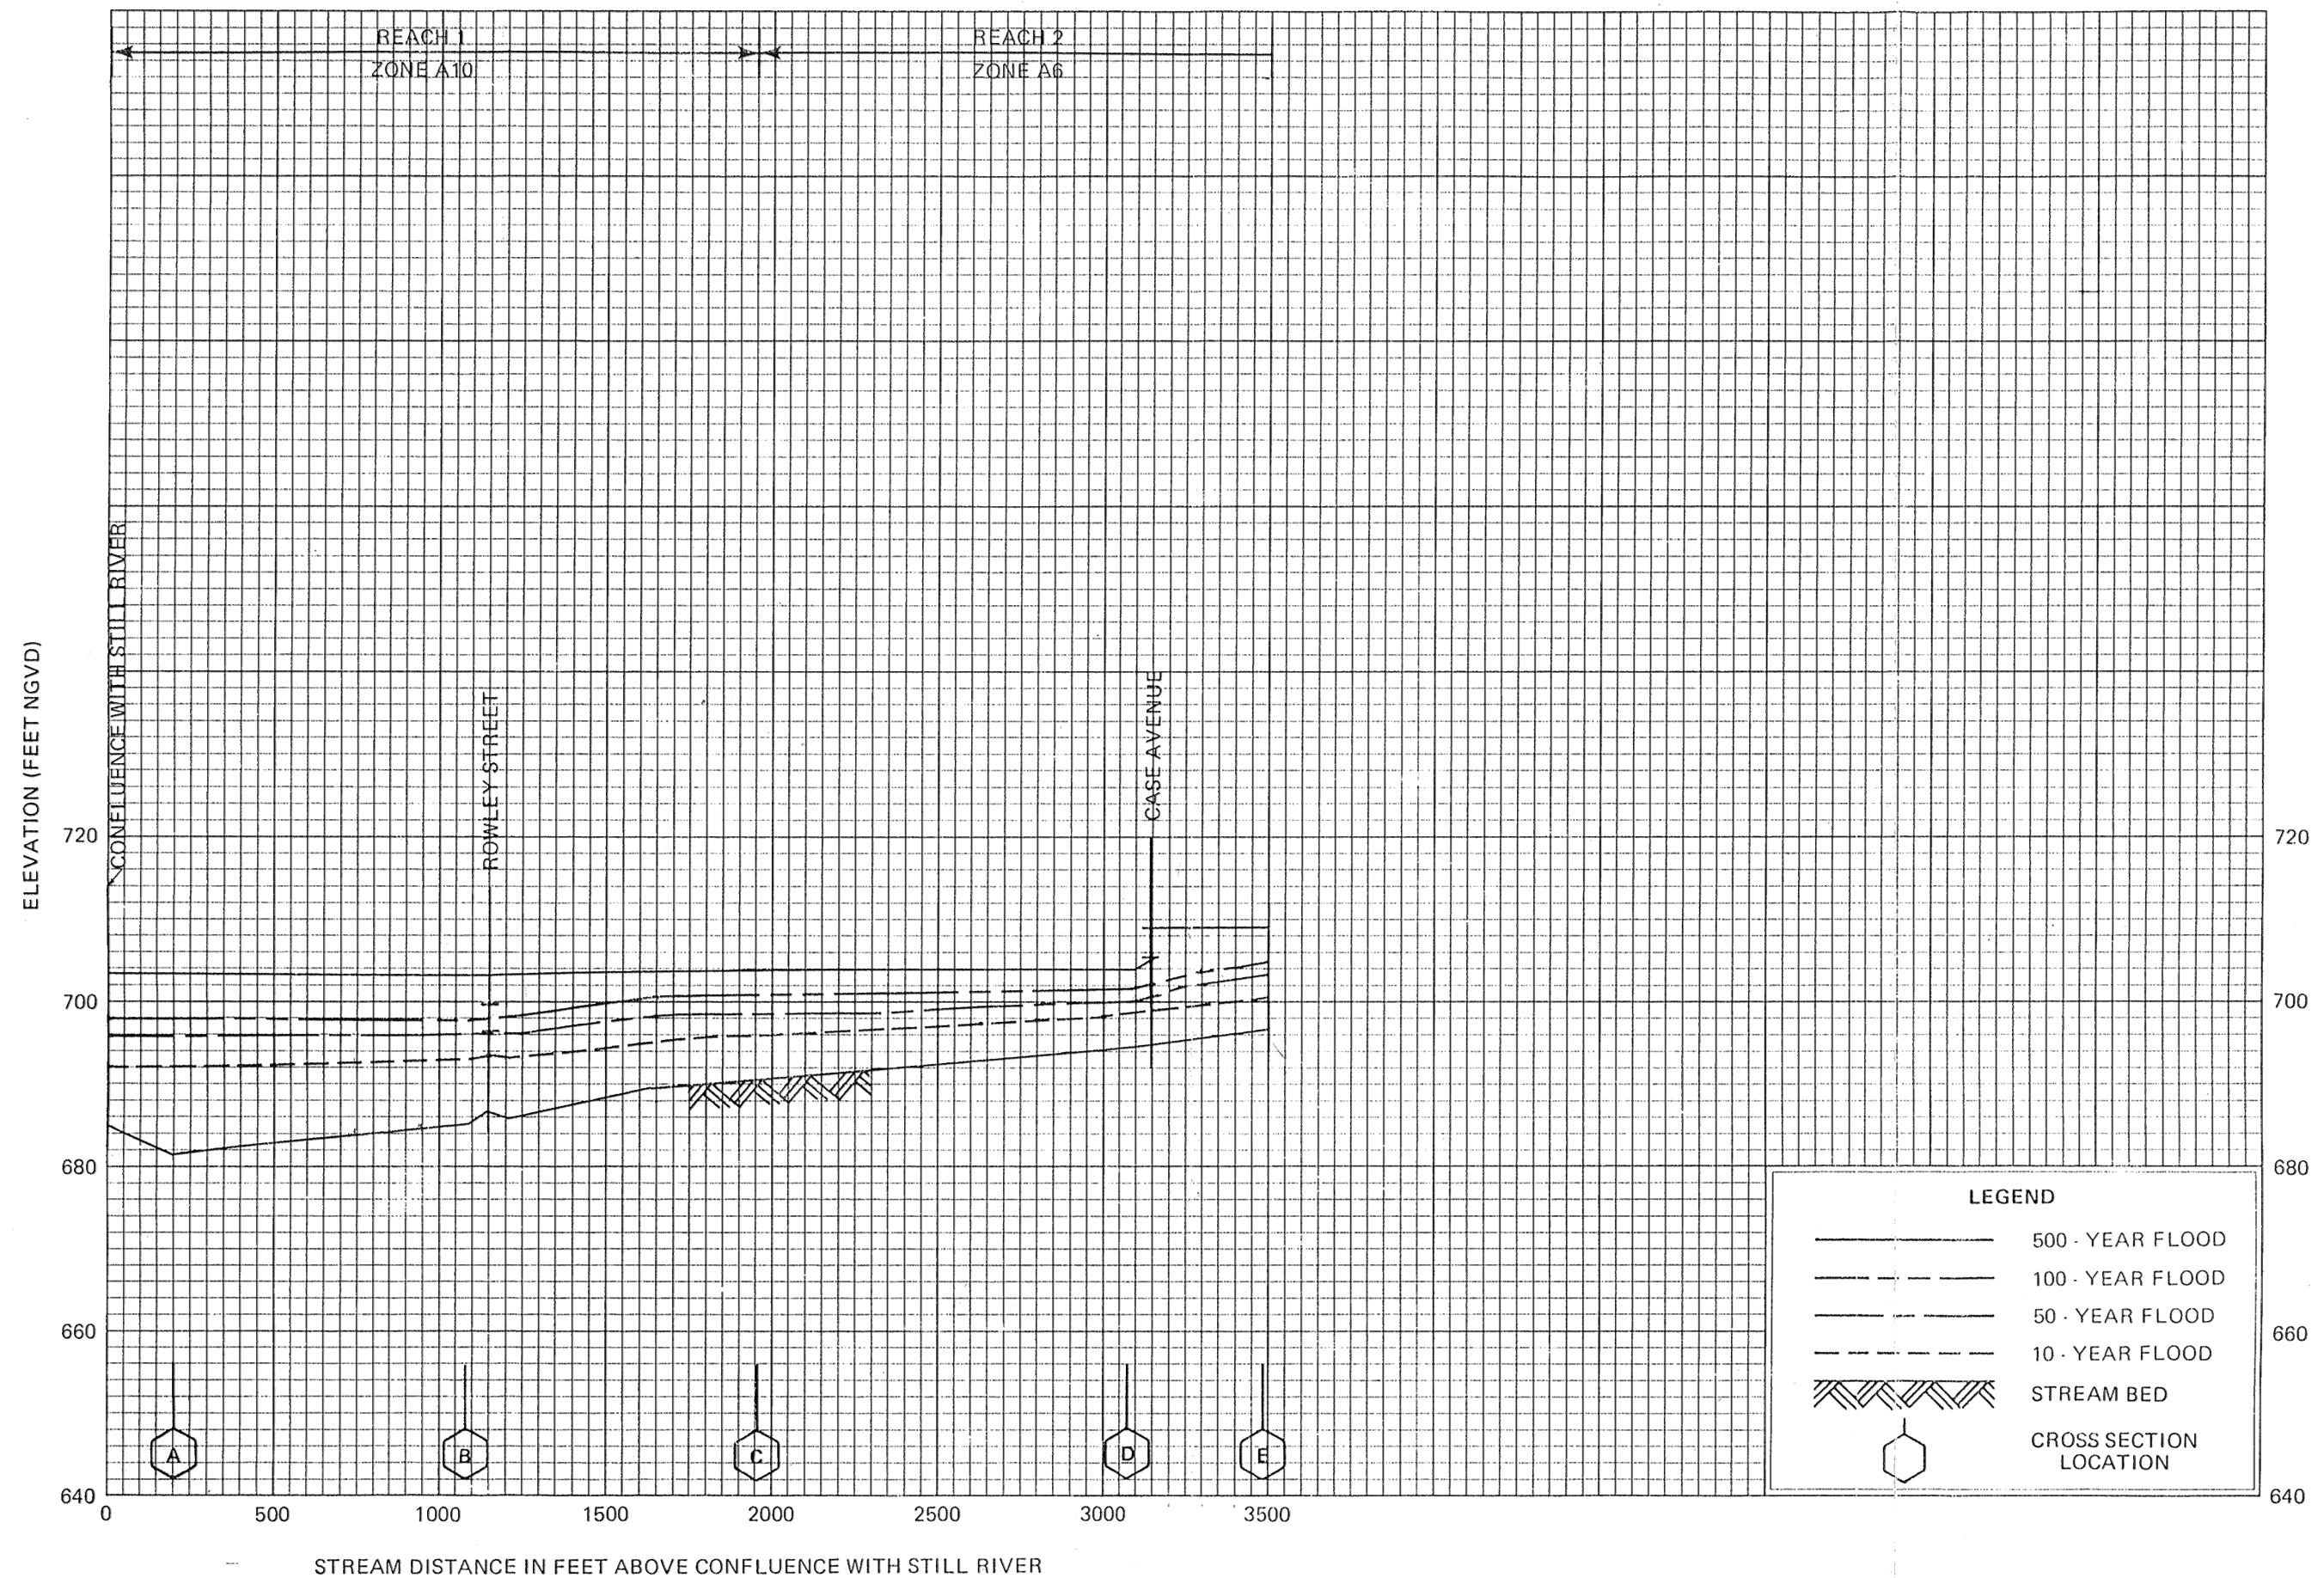 REACH 1
ZONE A10
REACH 2
ZONE A6
ELEVATION (FEET NGVD)
CONFLUENCE WITH STILL RIVER
ROWLEY STREET
CASE AVENUE
720
700
680
660
640
720
700
680
660
640
A
B
C
D
E
0
500
1000
1500
2000
2500
3000
3500
STREAM DISTANCE IN FEET ABOVE CONFLUENCE WITH STILL RIVER
LEGEND
500 - YEAR FLOOD
100 - YEAR FLOOD
50 - YEAR FLOOD
10 - YEAR FLOOD
STREAM BED
CROSS SECTION
LOCATION